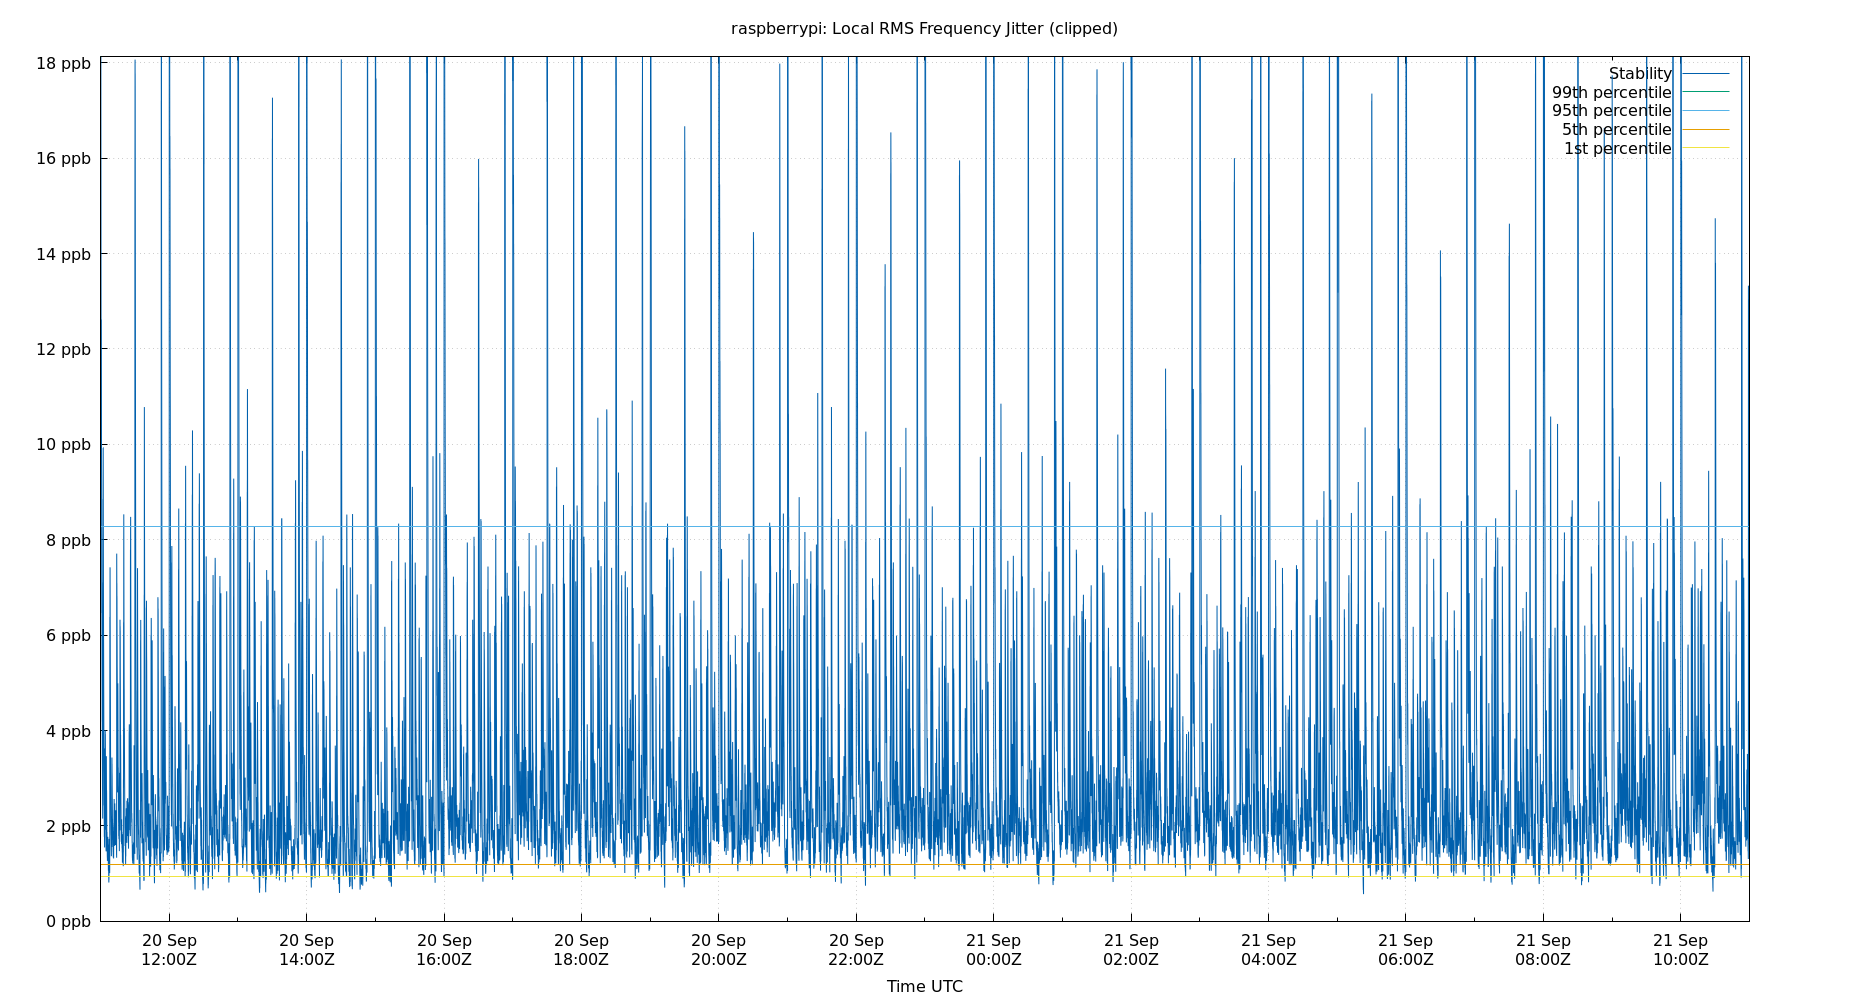 raspberrypi: Local RMS Frequency Jitter (clipped)
18 ppb
16 ppb
14 ppb
12 ppb
10 ppb
8 ppb
6 ppb
4 ppb
2 ppb
0 ppb
Stability
99th percentile
95th percentile
5th percentile
1st percentile
20 Sep 20 Sep 20 Sep 20 Sep 20 Sep 20 Sep 21 Sep 21 Sep 21 Sep 21 Sep 21 Sep 21 Sep
12:00Z 14:00Z 16:00Z 18:00Z 20:00Z 22:00Z 00:00Z 02:00Z 04:00Z 06:00Z 08:00Z 10:00Z
Time UTC